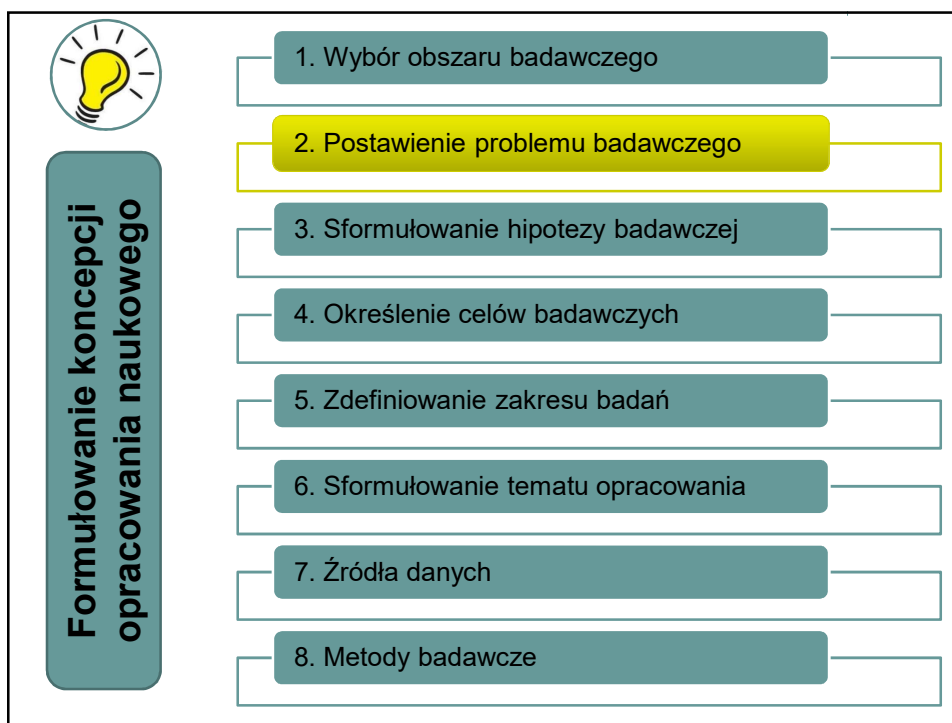 Formułowanie koncepcji
opracowania naukowego
1. Wybór obszaru badawczego
2. Postawienie problemu badawczego
3. Sformułowanie hipotezy badawczej
4. Określenie celów badawczych
5. Zdefiniowanie zakresu badań
6. Sformułowanie tematu opracowania
7. Źródła danych
8. Metody badawcze